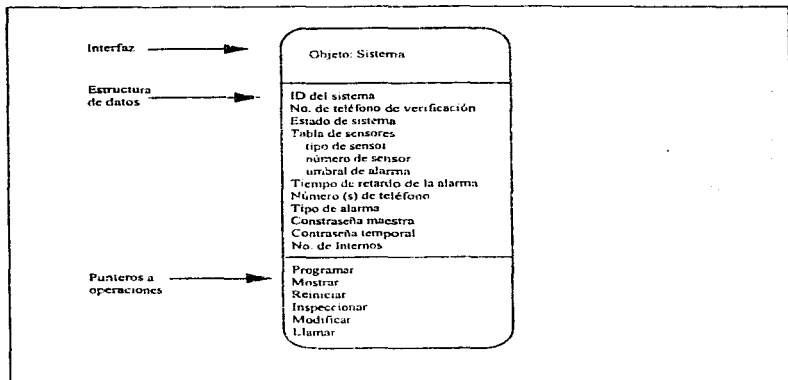 Interfaz
Objeto: Sistema
Estructura
de datos
ID del sistema
No. de teléfono de verificación
Estado de sistema
Tabla de sensores
tipo de sensor
número de sensor
umbral de alarma
Tiempo de retardo de la alarma
Número (s) de teléfono
Tipo de alarma
Constraseña maestra
Contraseña temporal
No. de Internos
Punteros a
operaciones
Programar
Mostrar
Reiniciar
Inspeccionar
Modificar
Llamar